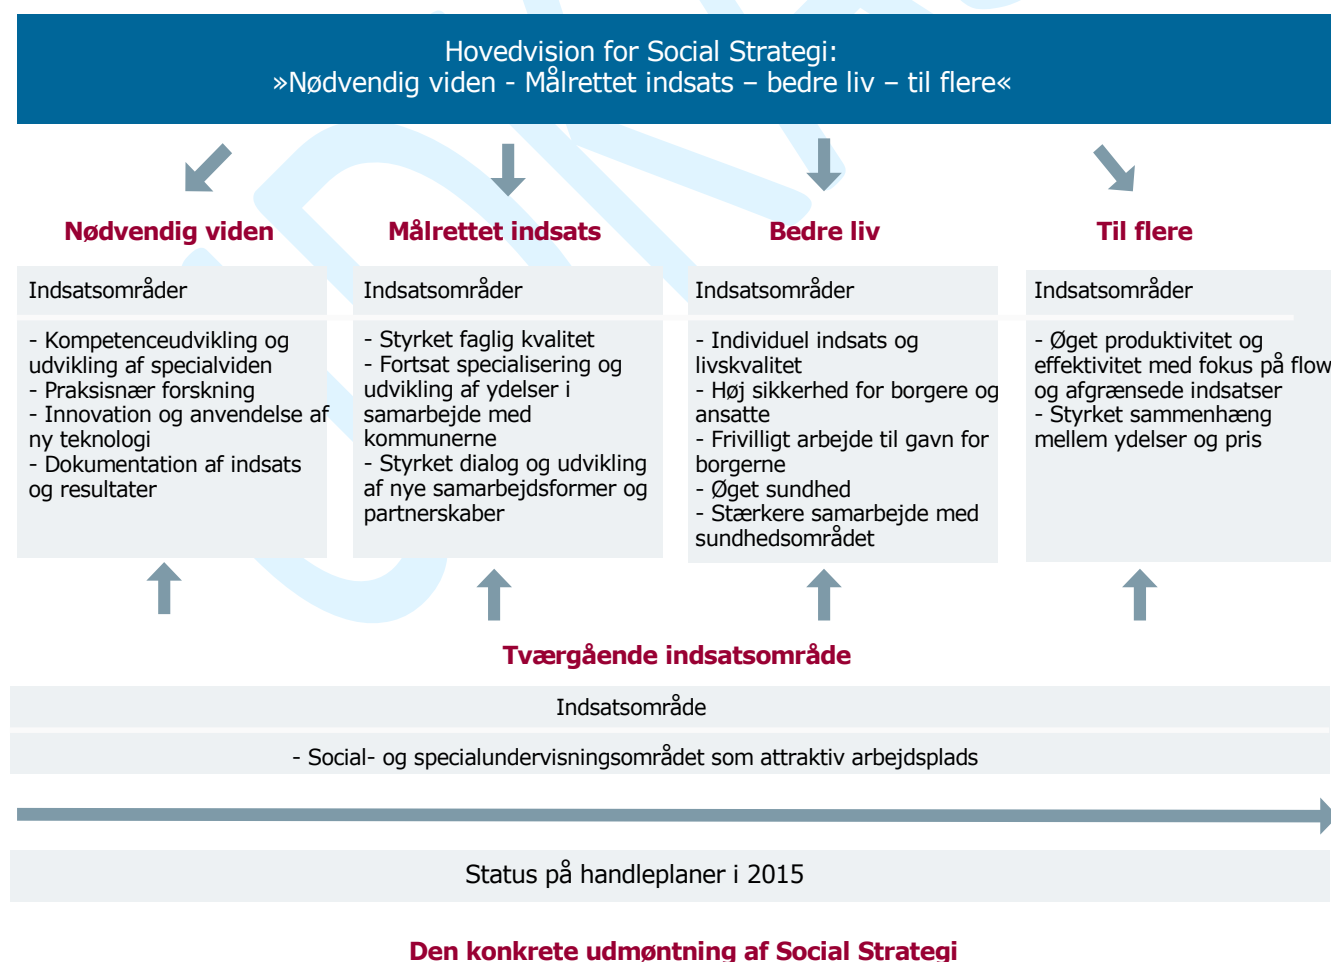 Hovedvision for Social Strategi:
»Nødvendig viden - Målrettet indsats – bedre liv – til flere«
Nødvendig viden
Indsatsområder
- Kompetenceudvikling og
udvikling af specialviden
- Praksisnær forskning
- Innovation og anvendelse af
ny teknologi
- Dokumentation af indsats
og resultater
Målrettet indsats
Indsatsområder
- Styrket faglig kvalitet
- Fortsat specialisering og
udvikling af ydelser i
samarbejde med
kommunerne
- Styrket dialog og udvikling
af nye samarbejdsformer og
partnerskaber
Bedre liv
Indsatsområder
- Individuel indsats og
livskvalitet
- Høj sikkerhed for borgere og
ansatte
- Frivilligt arbejde til gavn for
borgerne
- Øget sundhed
- Stærkere samarbejde med
sundhedsområdet
Til flere
Indsatsområder
- Øget produktivitet og
effektivitet med fokus på flow
og afgrænsede indsatser
- Styrket sammenhæng
mellem ydelser og pris
Tværgående indsatsområde
Indsatsområde
- Social- og specialundervisningsområdet som attraktiv arbejdsplads
Status på handleplaner i 2015
Den konkrete udmøntning af Social Strategi